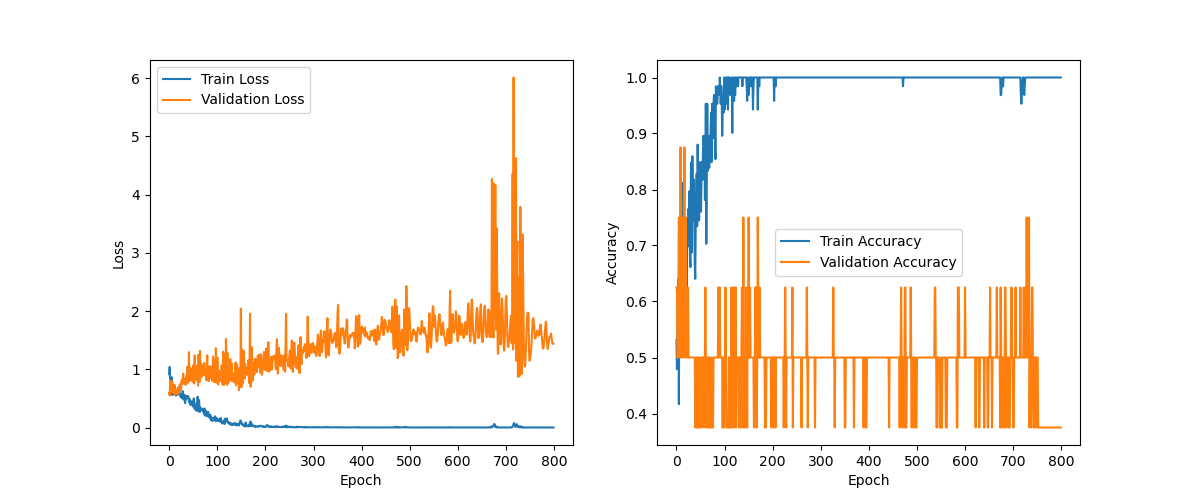 Train Loss
Validation Loss
6
5
4
3
2
1
0
Loss
0 100 200 300 400 500 600 700 800
Epoch
1.0
0.9
0.8
0.7
0.6
0.5
0.4
Accuracy
Train Accuracy
Validation Accuracy
0 100 200 300 400 500 600 700 800
Epoch